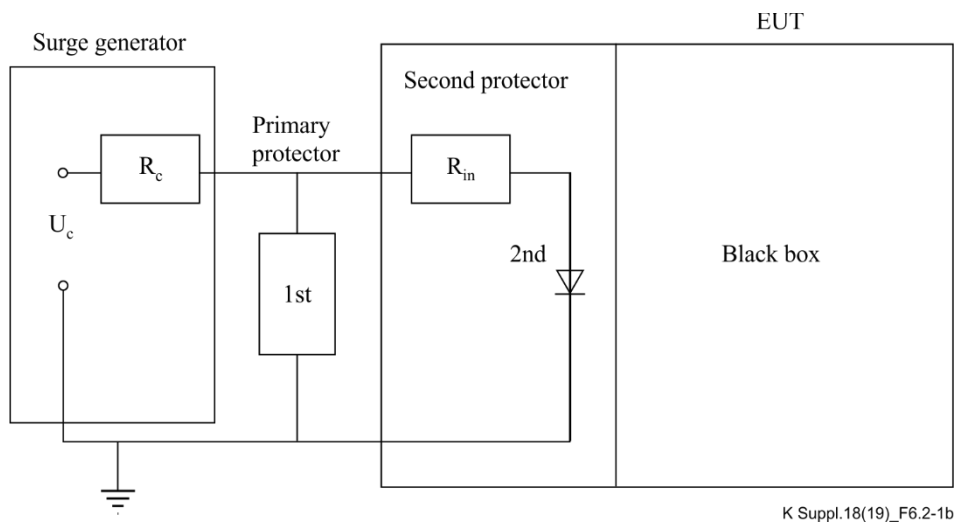 EUT
Surge generator
Second protector
Primary
protector
R_c
R_in
U_c
2nd
1st
Black box
K Suppl.18(19)_F6.2-1b